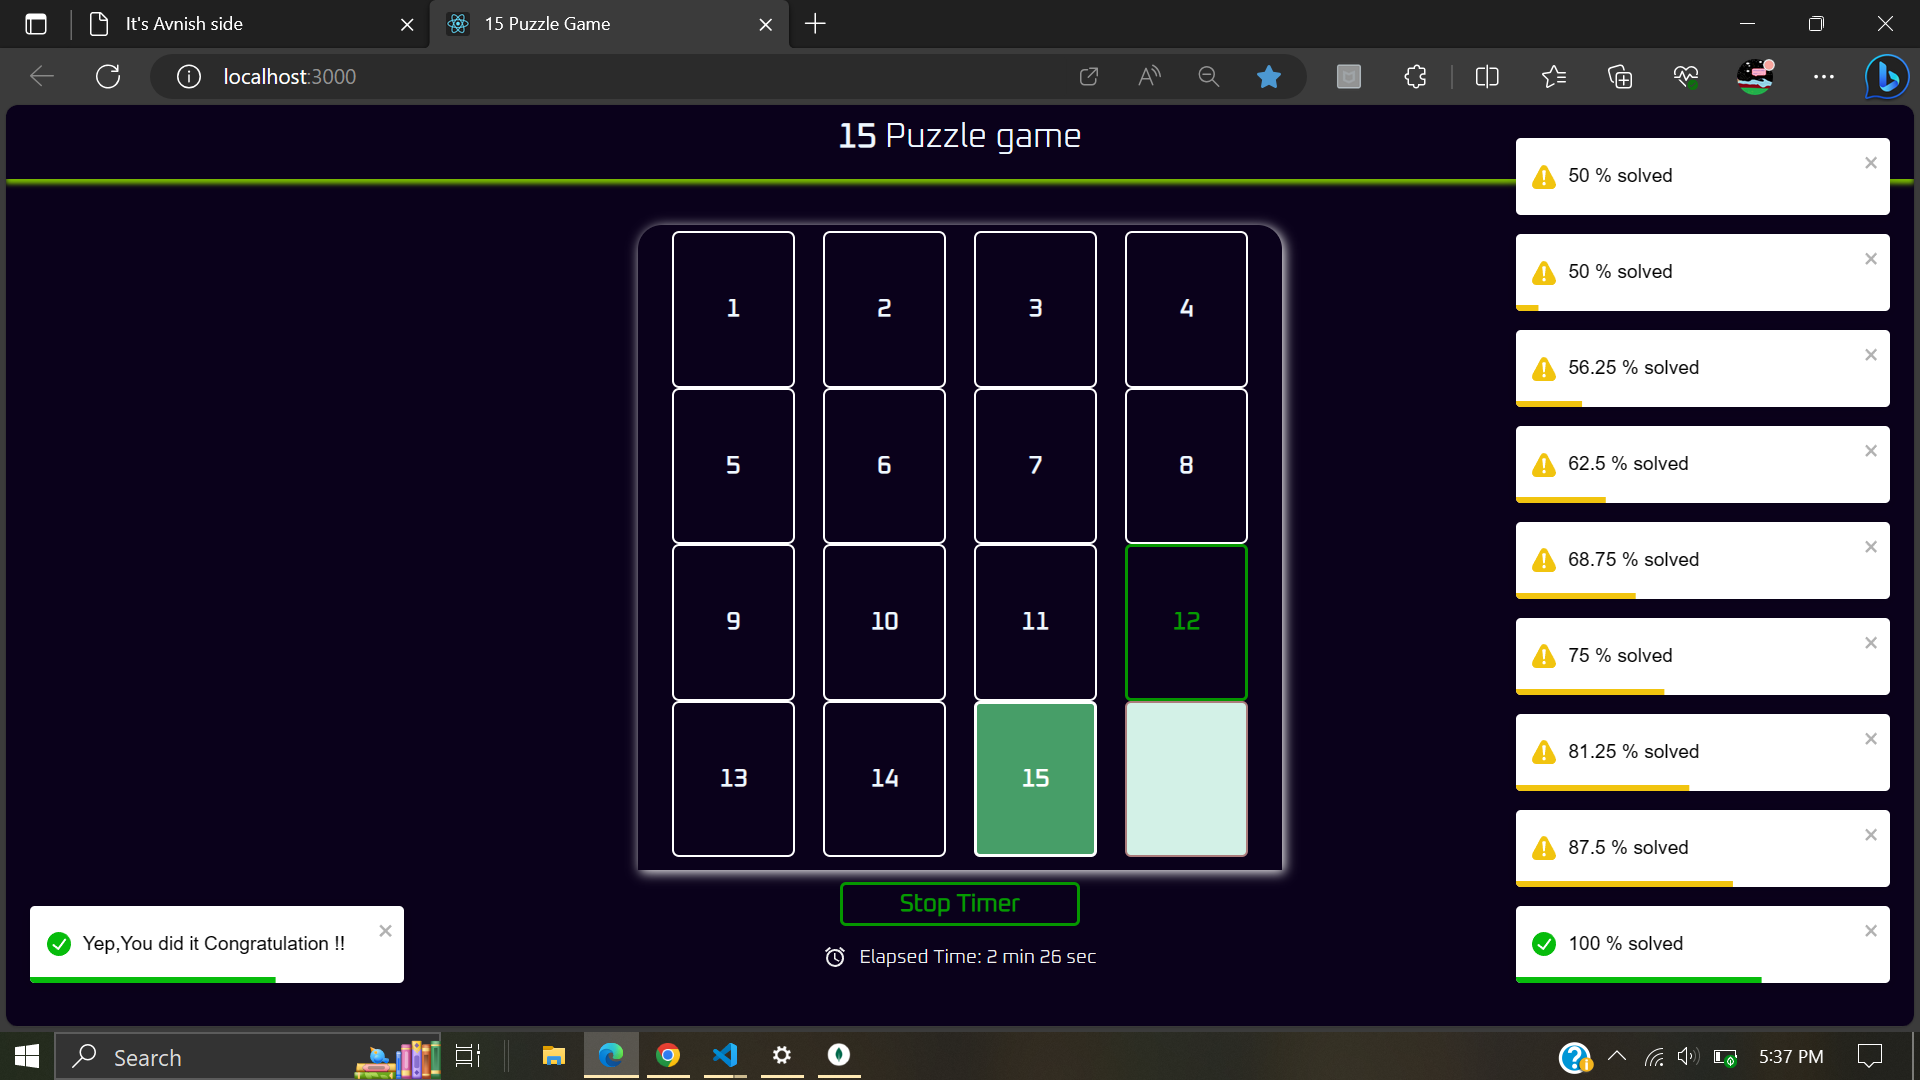 It's Avnish side
15 Puzzle Game
localhost:3000
15 Puzzle game
1 2 3 4
5 6 7 8
9 10 11 12
13 14 15
Stop Timer
Elapsed Time: 2 min 26 sec
50 % solved
50 % solved
56.25 % solved
62.5 % solved
68.75 % solved
75 % solved
81.25 % solved
87.5 % solved
100 % solved
Yep,You did it Congratulation !!
Search
5:37 PM